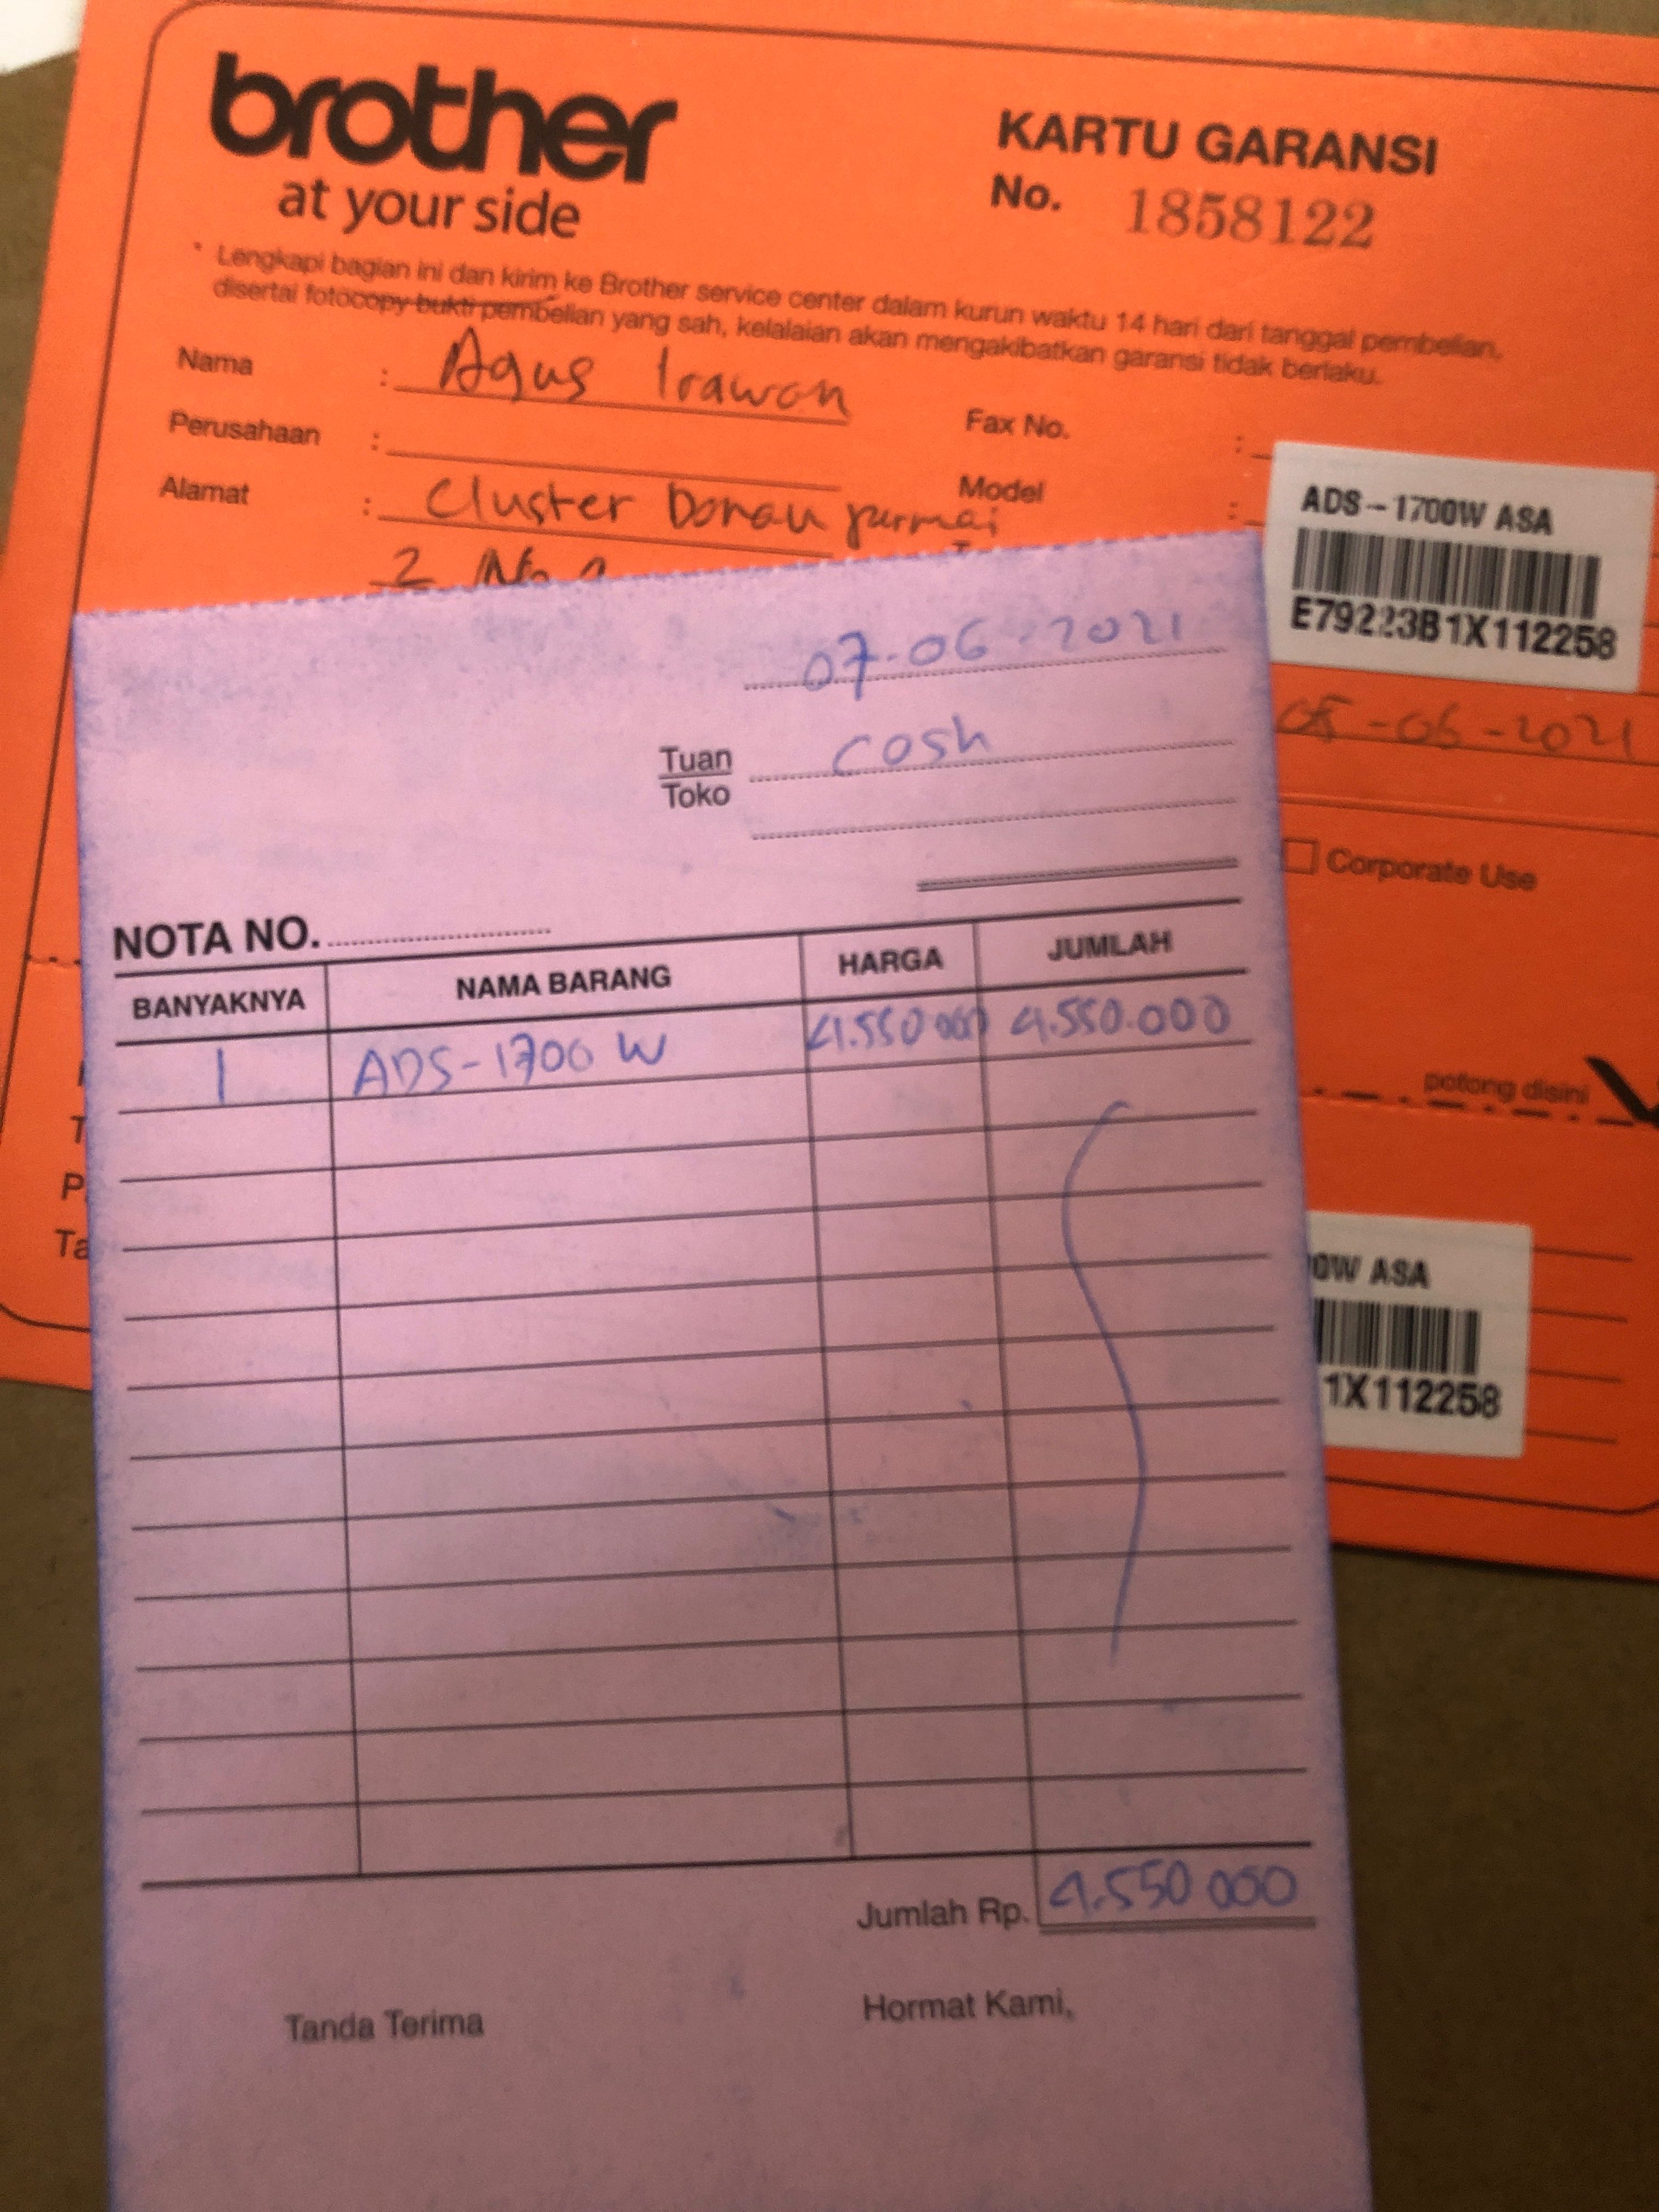 brother
at your side
KARTU GARANSI
No. 1858122
* Lengkapi bagian ini dan kirim ke Brother service center dalam kurun waktu 14 hari dari tanggal pembelian,
disertai fotocopy bukti pembelian yang sah, kelalaian akan mengakibatkan garansi tidak berlaku.
Nama : Agus Irawan
Perusahaan :
Alamat : Cluster Donau
2 No
Fax No. :
Model :
ADS-1700W ASA
E79223B1X112258
-06-2021
Corporate Use
potong disini
0W ASA
1X112258
07-06-2021
Tuan
Toko
Cash
NOTA NO.
BANYAKNYA NAMA BARANG HARGA JUMLAH
1 ADS-1700 W 4.550 000 4.550.000
Jumlah Rp. 4.550 000
Tanda Terima Hormat Kami,